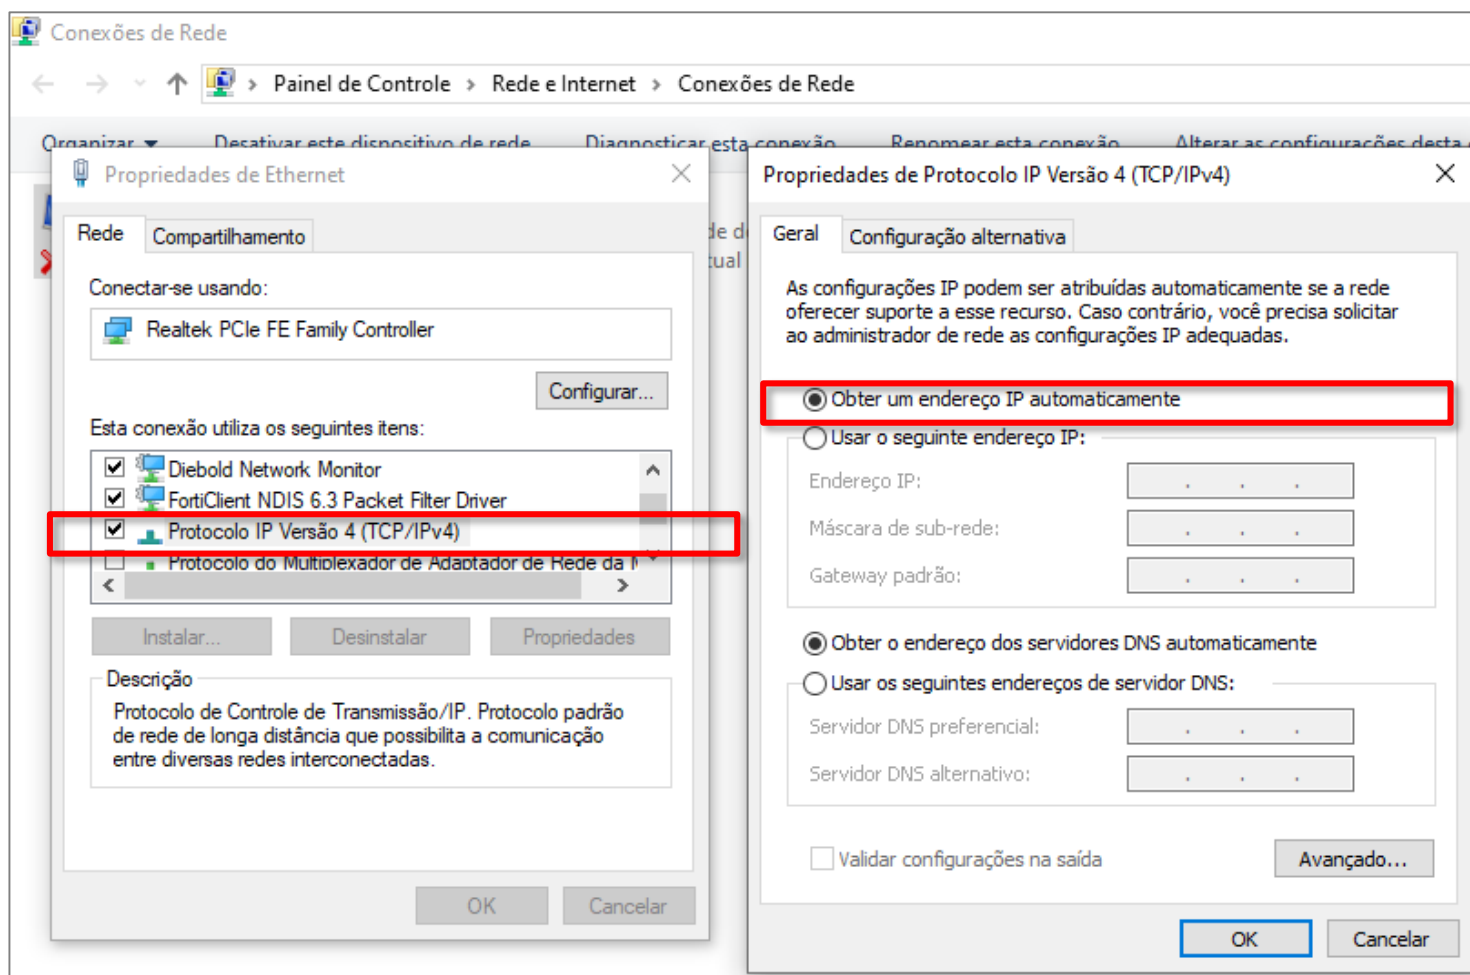 Conexões de Rede
Painel de Controle > Rede e Internet > Conexões de Rede
Organizar Desativar este dispositivo de rede Diagnosticar esta conexão Renomear esta conexão Alterar as configurações desta
Propriedades de Ethernet
Rede Compartilhamento
Conectar-se usando:
Realtek PCIe FE Family Controller
Configurar...
Esta conexão utiliza os seguintes itens:
Diebold Network Monitor
FortiClient NDIS 6.3 Packet Filter Driver
Protocolo IP Versão 4 (TCP/IPv4)
Protocolo do Multiplexador de Adaptador de Rede da
Instalar... Desinstalar Propriedades
Descrição
Protocolo de Controle de Transmissão/IP. Protocolo padrão
de rede de longa distância que possibilita a comunicação
entre diversas redes interconectadas.
OK Cancelar
Propriedades de Protocolo IP Versão 4 (TCP/IPv4)
Geral Configuração alternativa
As configurações IP podem ser atribuídas automaticamente se a rede
oferecer suporte a esse recurso. Caso contrário, você precisa solicitar
ao administrador de rede as configurações IP adequadas.
Obter um endereço IP automaticamente
Usar o seguinte endereço IP:
Endereço IP:
Máscara de sub-rede:
Gateway padrão:
Obter o endereço dos servidores DNS automaticamente
Usar os seguintes endereços de servidor DNS:
Servidor DNS preferencial:
Servidor DNS alternativo:
Validar configurações na saída
Avançado...
OK Cancelar